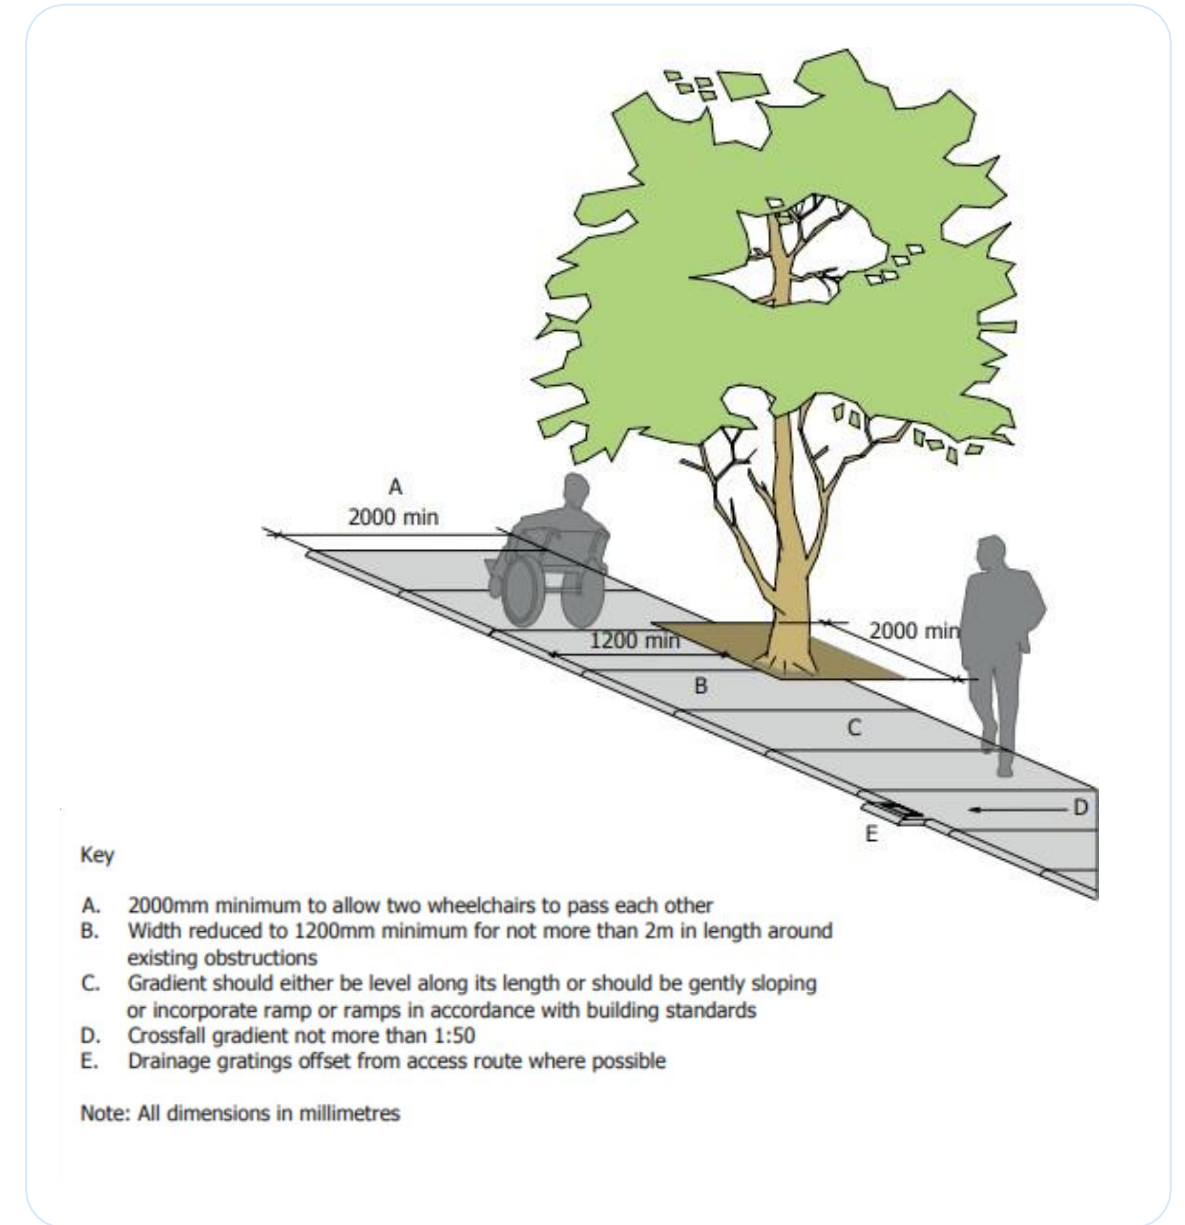 A
2000 min
1200 min
2000 min
B
C
D
E
Key
A. 2000mm minimum to allow two wheelchairs to pass each other
B. Width reduced to 1200mm minimum for not more than 2m in length around
existing obstructions
C. Gradient should either be level along its length or should be gently sloping
or incorporate ramp or ramps in accordance with building standards
D. Crossfall gradient not more than 1:50
E. Drainage gratings offset from access route where possible
Note: All dimensions in millimetres